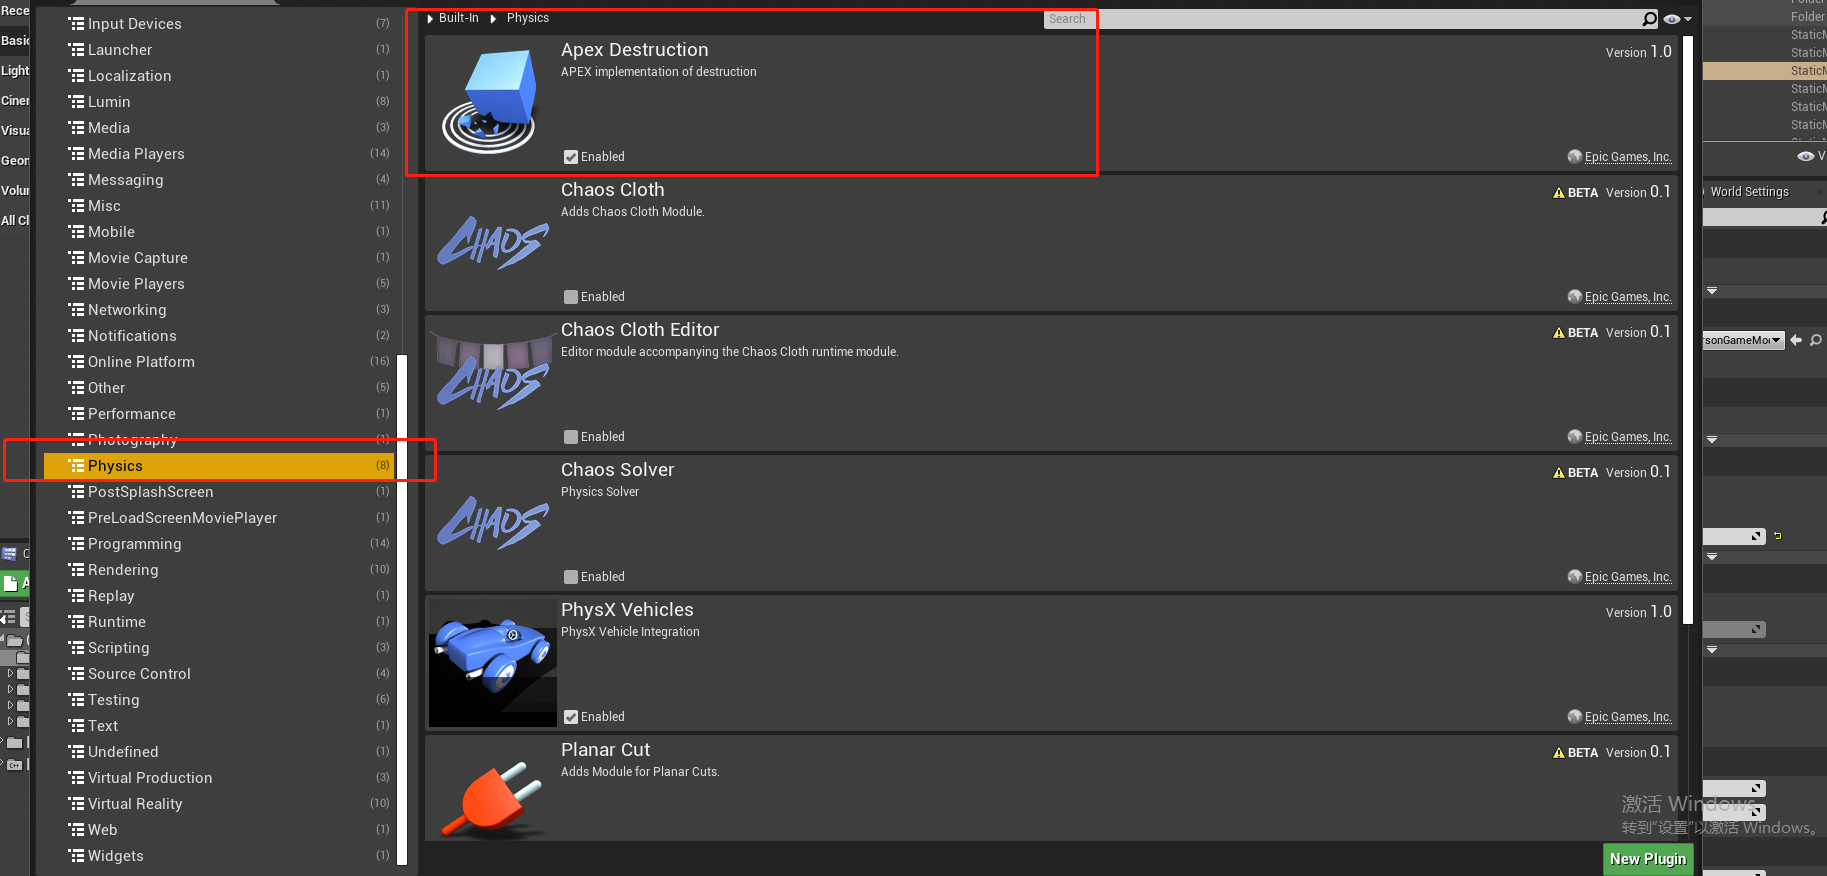 Rece
Basi
Light
Cine
Visua
Geon
Volun
All Cl
Input Devices (7)
Launcher (1)
Localization (1)
Lumin (8)
Media (3)
Media Players (14)
Messaging (4)
Misc (11)
Mobile (1)
Movie Capture (1)
Movie Players (5)
Networking (3)
Notifications (2)
Online Platform (16)
Other (5)
Performance (1)
Photography (1)
Physics (8)
PostSplashScreen (1)
PreLoadScreenMoviePlayer (1)
Programming (14)
Rendering (10)
Replay (1)
Runtime (1)
Scripting (3)
Source Control (4)
Testing (6)
Text (1)
Undefined (1)
Virtual Production (3)
Virtual Reality (10)
Web (1)
Widgets (1)
Built-In Physics
Search
Apex Destruction
Version 1.0
APEX implementation of destruction
Enabled
Epic Games, Inc.
Chaos Cloth
BETA Version 0.1
Adds Chaos Cloth Module.
CHAOS
Enabled
Epic Games, Inc.
Chaos Cloth Editor
BETA Version 0.1
Editor module accompanying the Chaos Cloth runtime module.
CHAOS
Enabled
Epic Games, Inc.
Chaos Solver
BETA Version 0.1
Physics Solver
CHAOS
Enabled
Epic Games, Inc.
PhysX Vehicles
Version 1.0
PhysX Vehicle Integration
Enabled
Epic Games, Inc.
Planar Cut
BETA Version 0.1
Adds Module for Planar Cuts.
New Plugin
Folder
StaticM
StaticM
StaticM
StaticM
StaticM
StaticM
V
World Settings
rsonGameMo
激活 Windows
转到"设置"以激活 Windows。